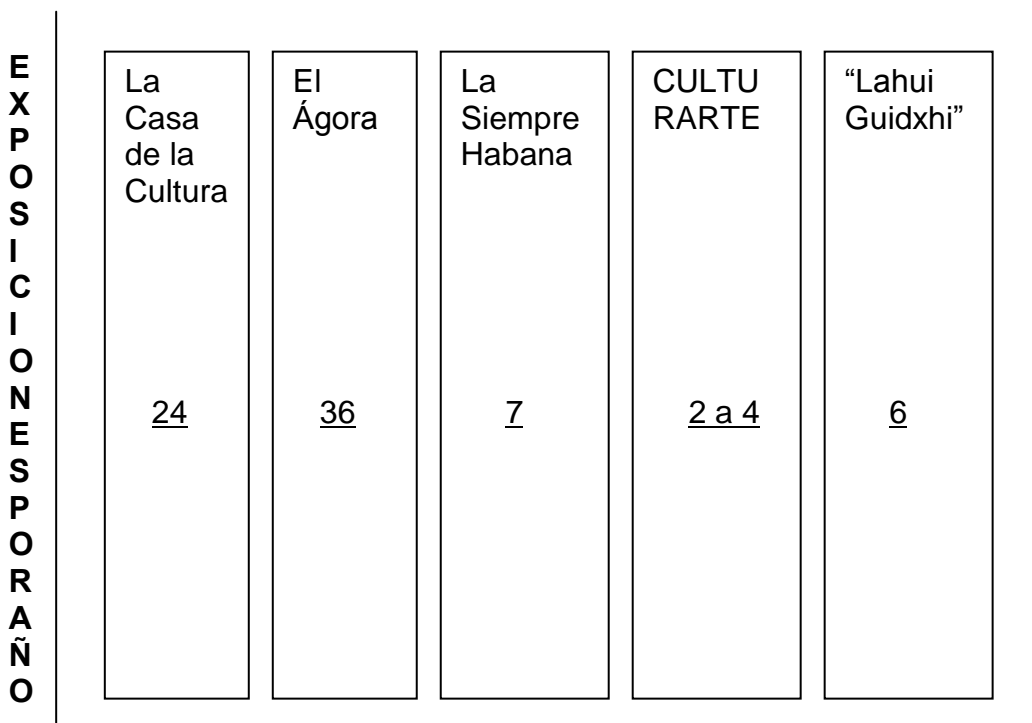 E
X
P
O
S
I
C
I
O
N
E
S
P
O
R
A
Ñ
O
La
Casa
de la
Cultura
24
El
Ágora
36
La
Siempre
Habana
7
CULTU
RARTE
2 a 4
“Lahui
Guidxhi”
6